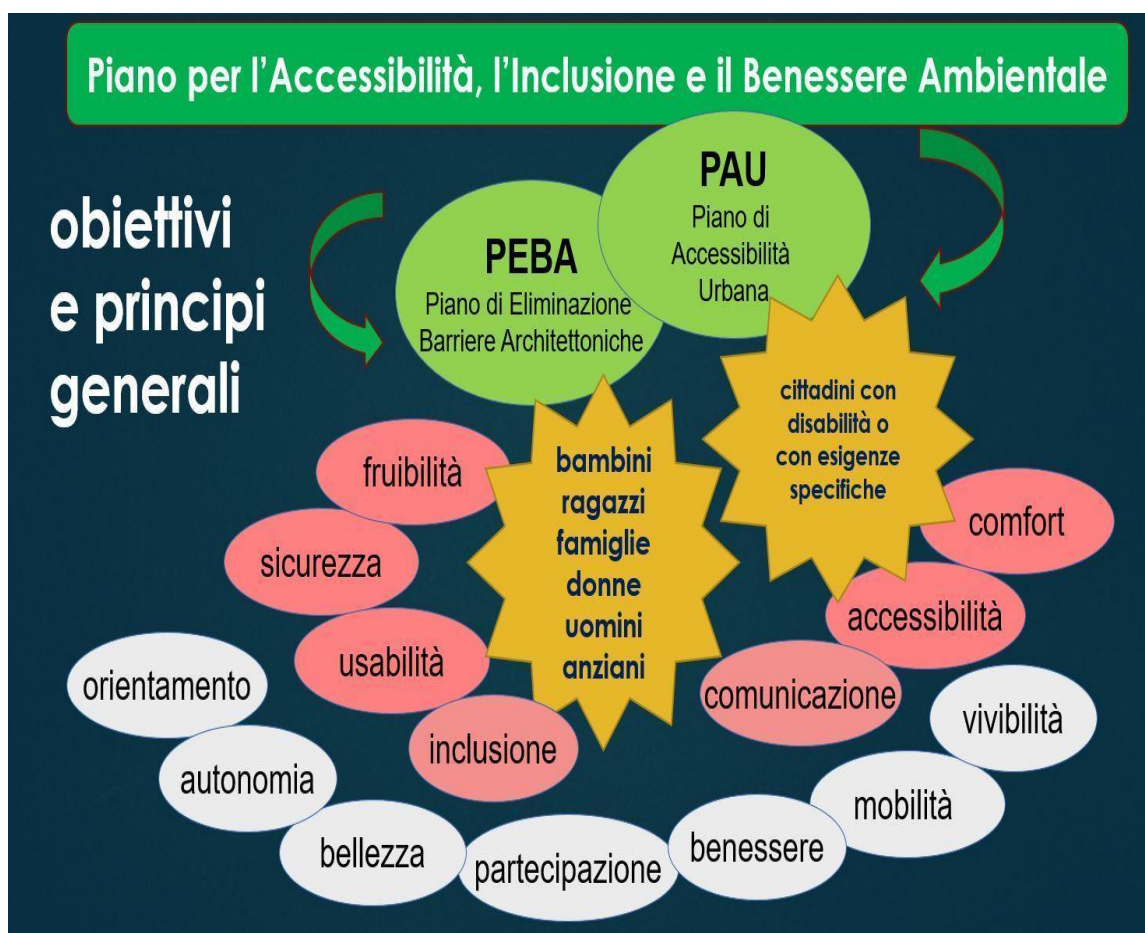 Piano per l'Accessibilità, l'Inclusione e il Benessere Ambientale
obiettivi
e principi
generali
PEBA
Piano di Eliminazione
Barriere Architettoniche
PAU
Piano di
Accessibilità
Urbana
cittadini con
disabilità o
con esigenze
specifiche
bambini
ragazzi
famiglie
donne
uomini
anziani
fruibilità
sicurezza
usabilità
inclusione
comfort
accessibilità
comunicazione
orientamento
autonomia
bellezza
partecipazione
benessere
mobilità
vivibilità